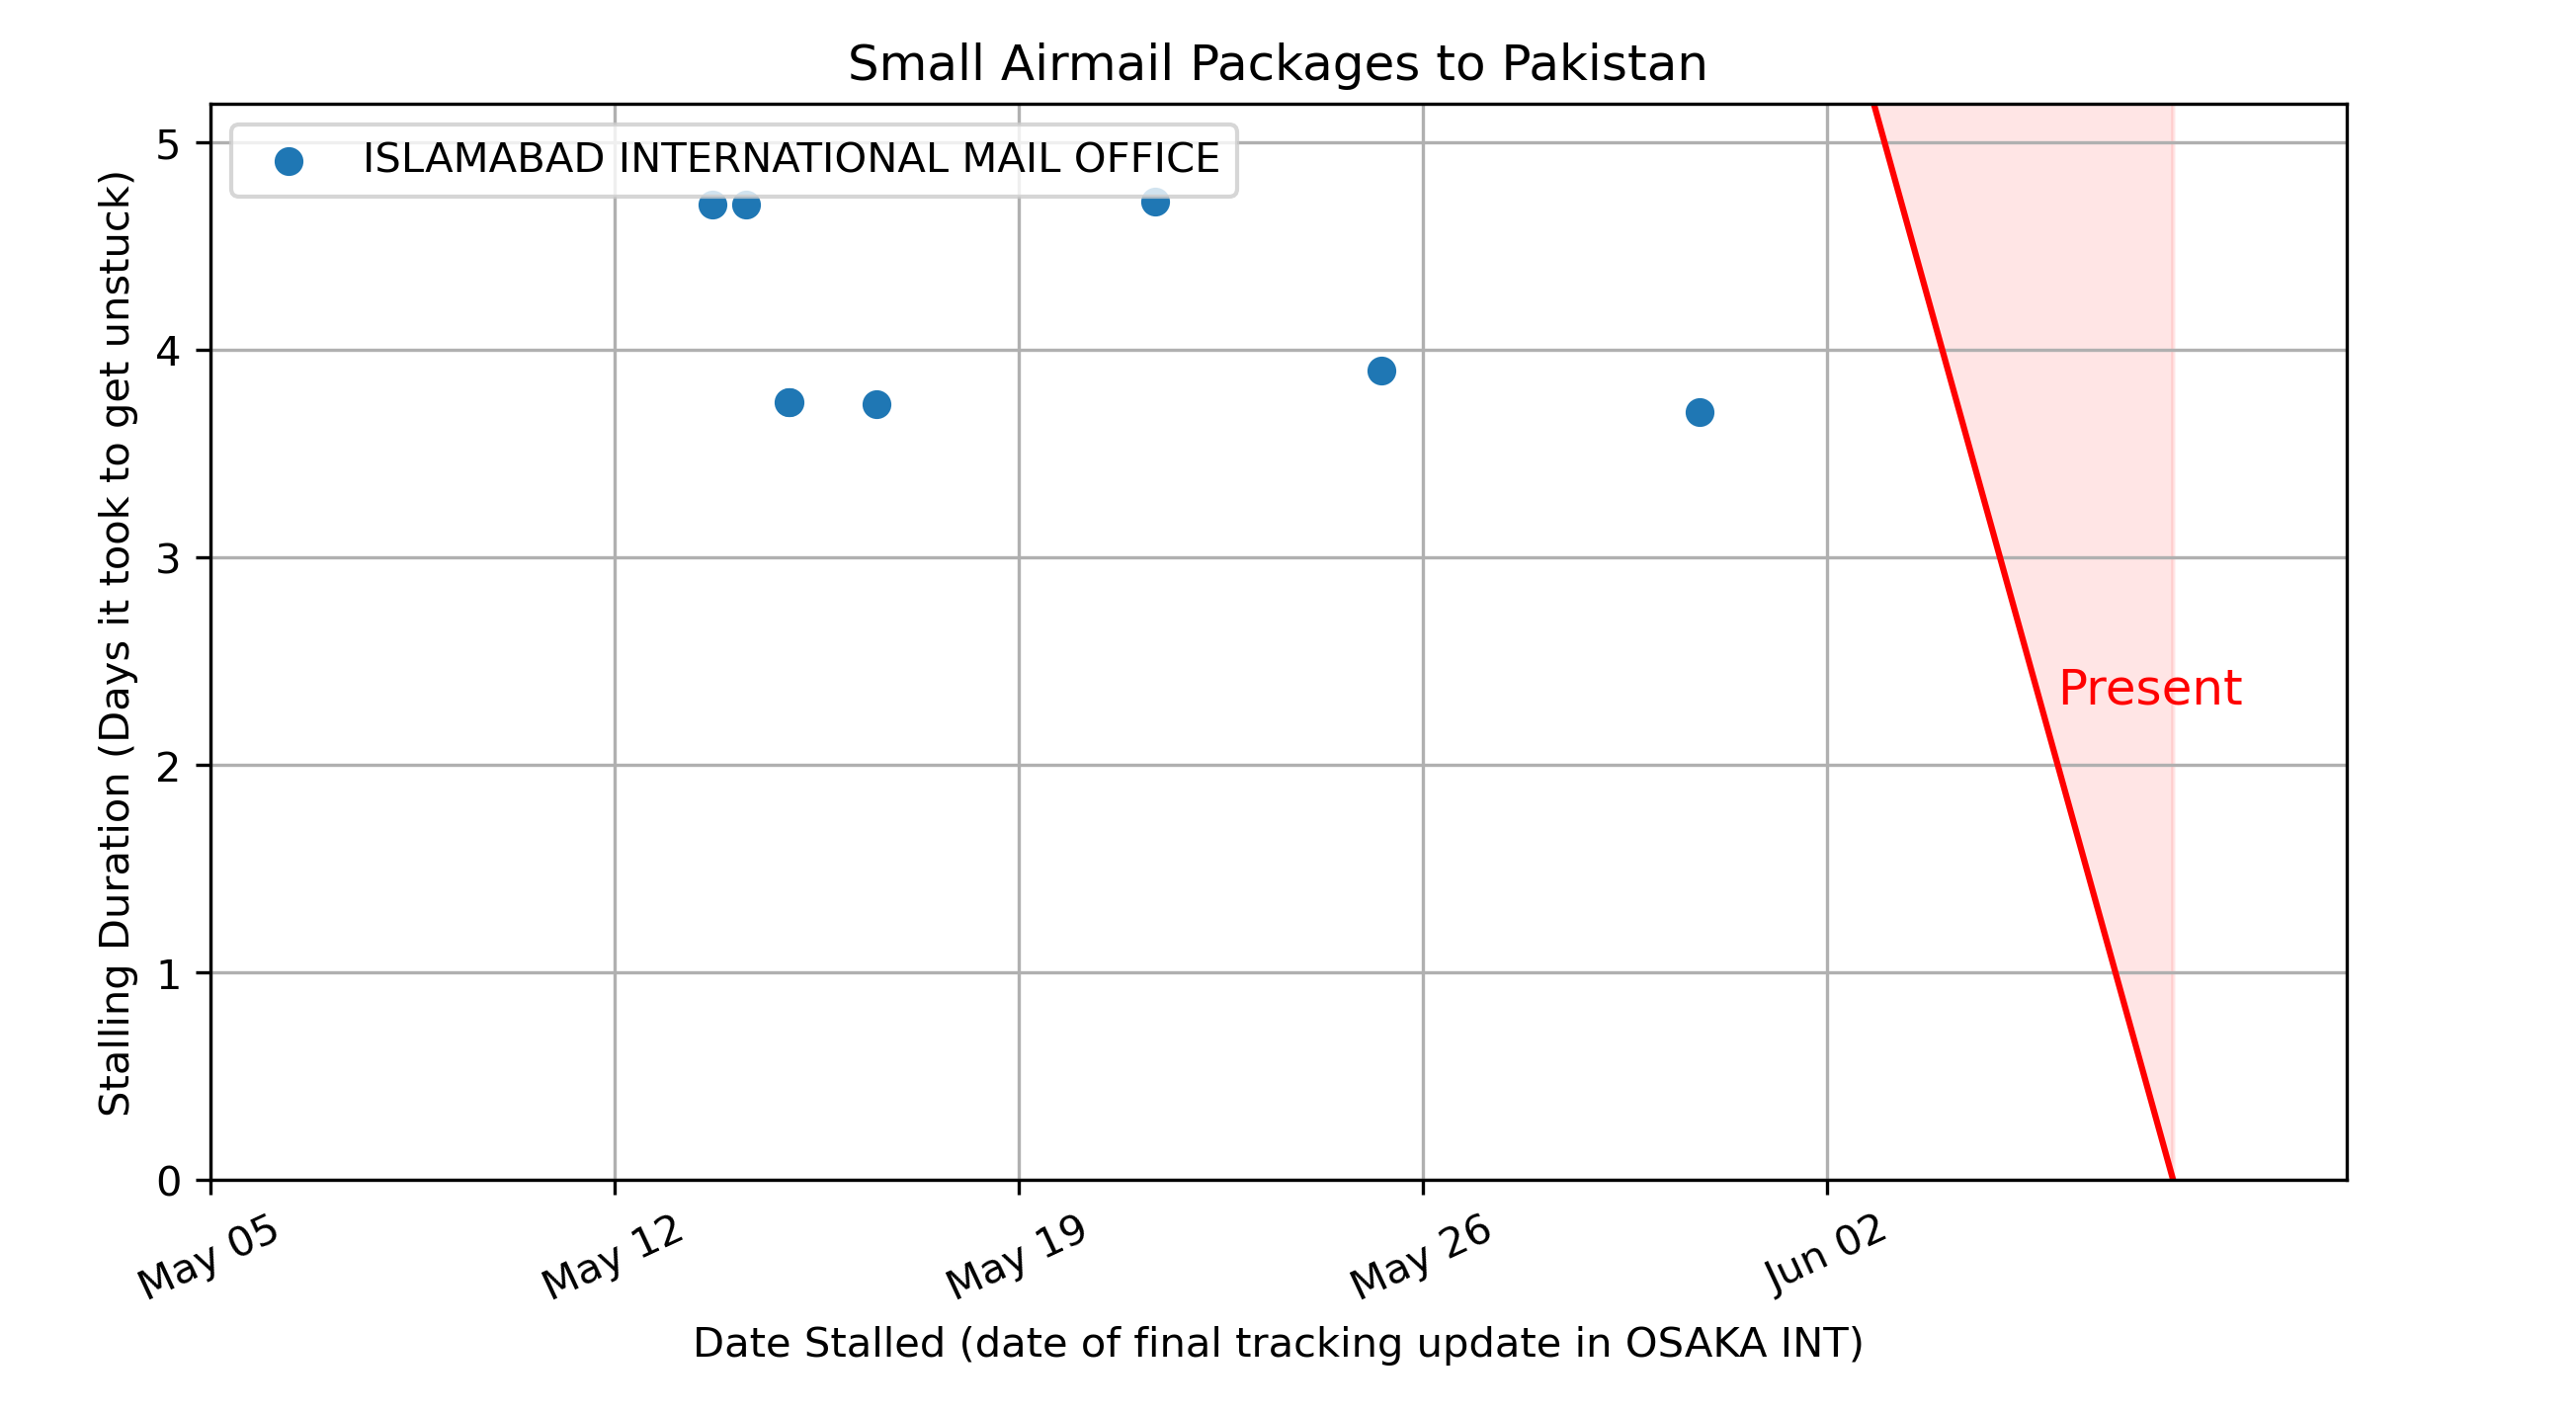 Small Airmail Packages to Pakistan
ISLAMABAD INTERNATIONAL MAIL OFFICE
Stalling Duration (Days it took to get unstuck)
5
4
3
2
1
0
Present
May 05
May 12
May 19
May 26
Jun 02
Date Stalled (date of final tracking update in OSAKA INT)